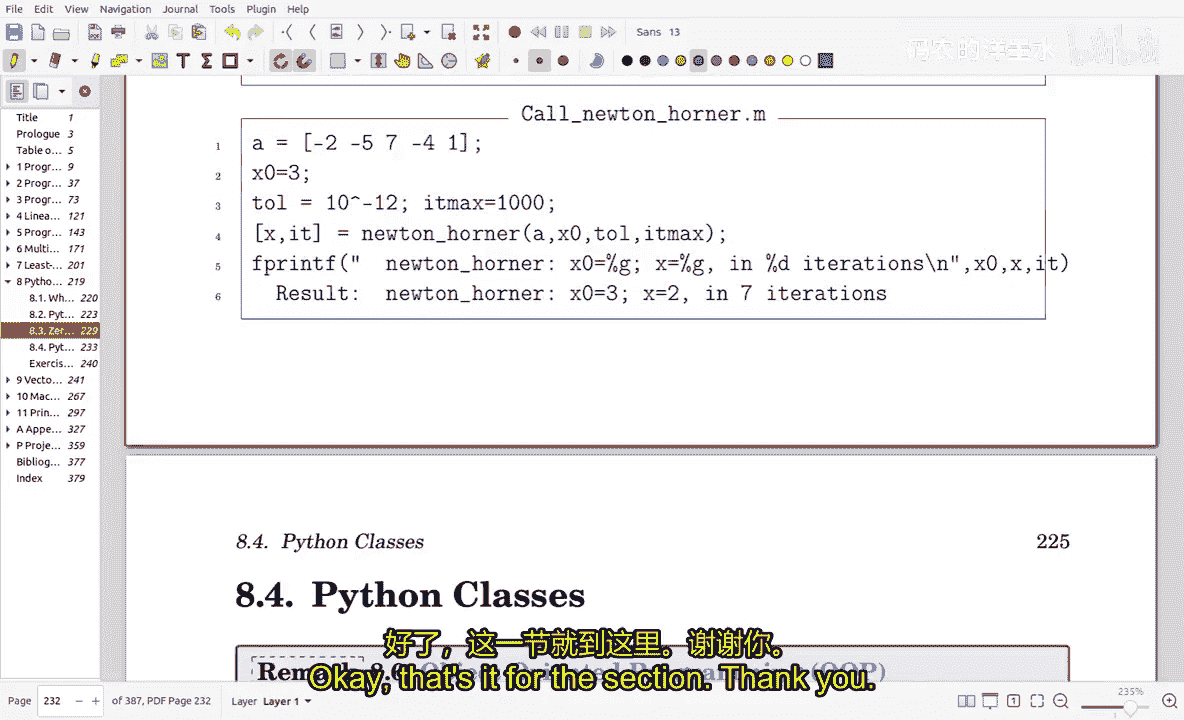 File Edit View Navigation Journal Tools Plugin Help
Sans 13
Title 1
Prologue 3
Table o... 5
1 Progr... 9
2 Progr... 37
3 Progr... 73
4 Linea... 121
5 Progr... 143
6 Multi... 171
7 Least-... 201
8 Pytho... 219
8.1. Wh... 220
8.2. Pyt... 223
8.3. Zer... 229
8.4. Pyt... 233
Exercis... 240
9 Vecto... 241
10 Mac... 267
11 Prin... 297
A Appe... 327
P Proje... 359
Bibliog... 377
Index 379
Call_newton_horner.m
1 a = [-2 -5 7 -4 1];
2 x0=3;
3 tol = 10^-12; itmax=1000;
4 [x,it] = newton_horner(a,x0,tol,itmax);
5 fprintf(" newton_horner: x0=%g; x=%g, in %d iterations\n",x0,x,it)
6 Result: newton_horner: x0=3; x=2, in 7 iterations
8.4. Python Classes 225
8.4. Python Classes
好了，这一节就到这里。谢谢你。
Okay, that's it for the section. Thank you.
Page 232 of 387, PDF Page 232 Layer Layer 1 235%